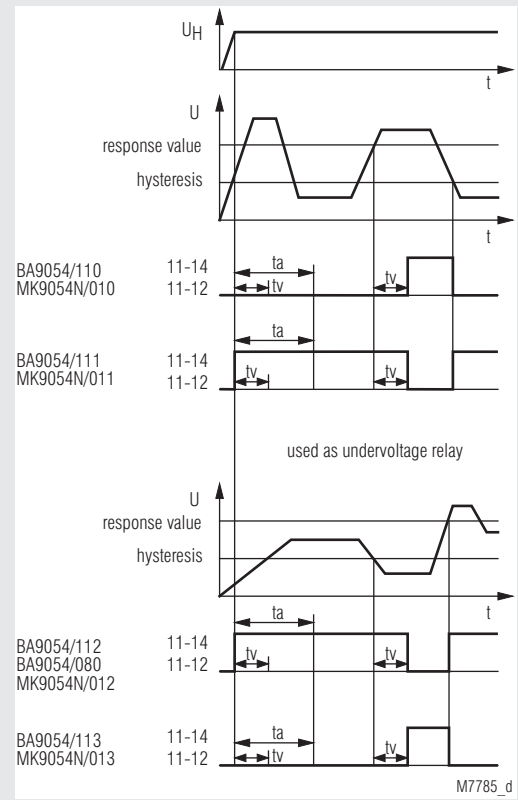 UH
t
U
response value
hysteresis
t
BA9054/110
MK9054N/010
11-14
11-12
ta
tv
tv
BA9054/111
MK9054N/011
11-14
11-12
ta
tv
tv
used as undervoltage relay
U
response value
hysteresis
t
BA9054/112
BA9054/080
MK9054N/012
11-14
11-12
ta
tv
tv
BA9054/113
MK9054N/013
11-14
11-12
ta
tv
tv
M7785_d